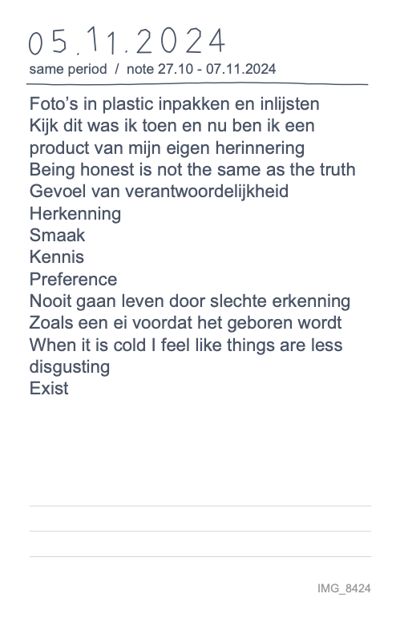 05.11.2024
same period / note 27.10 - 07.11.2024
Foto's in plastic inpakken en inlijsten
Kijk dit was ik toen en nu ben ik een
product van mijn eigen herinnering
Being honest is not the same as the truth
Gevoel van verantwoordelijkheid
Herkenning
Smaak
Kennis
Preference
Nooit gaan leven door slechte erkenning
Zoals een ei voordat het geboren wordt
When it is cold I feel like things are less
disgusting
Exist
IMG_8424